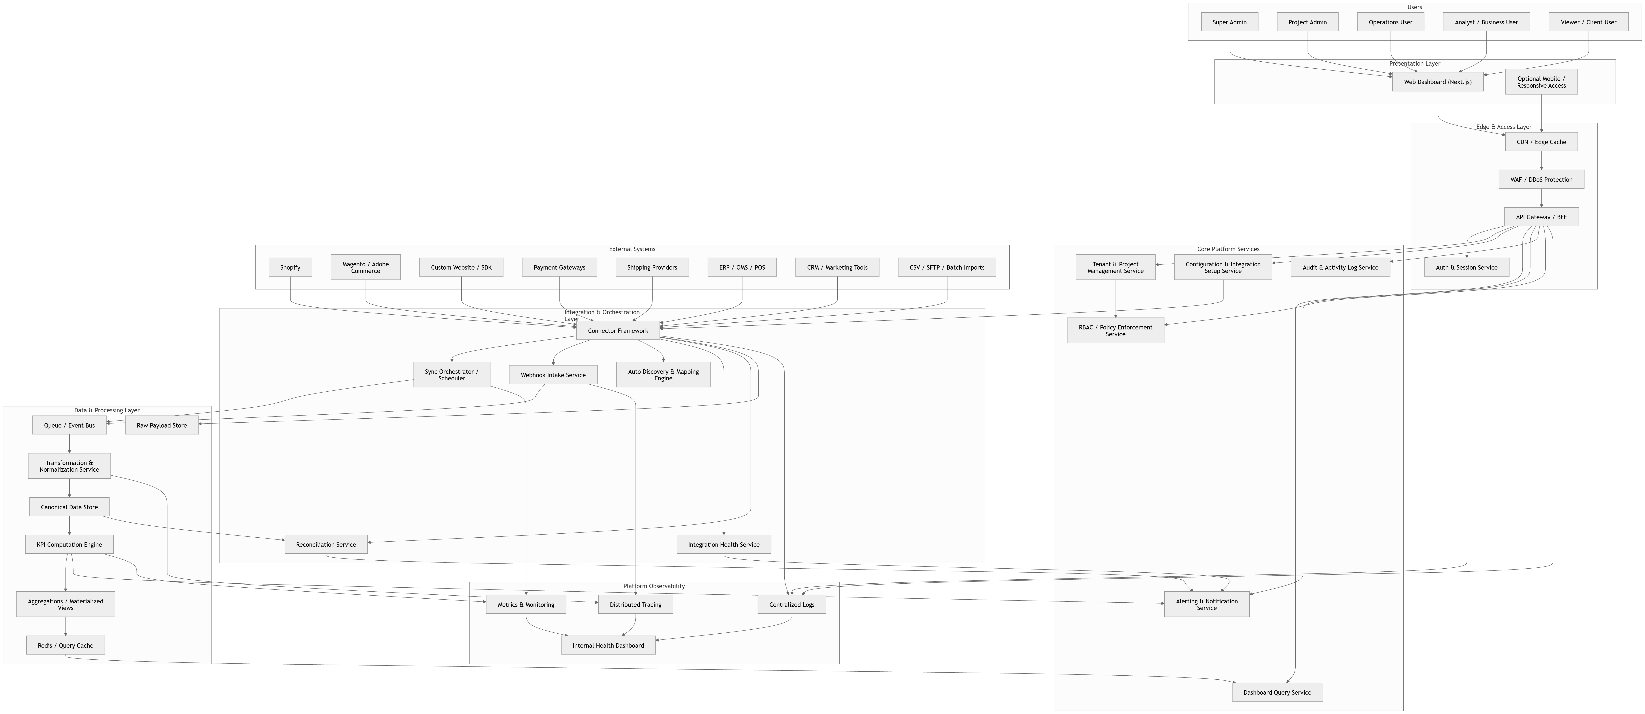 Users
Super Admin
Project Admin
Operations User
Analyst / Business User
Viewer / Client User
Presentation Layer
Web Dashboard (Next.js)
Optional Mobile /
Responsive Access
Edge & Access Layer
CDN / Edge Cache
WAF / DDoS Protection
API Gateway / BFF
Auth & Session Service
External Systems
Shopify
Magento / Adobe
Commerce
Custom Website / SDK
Payment Gateways
Shipping Providers
ERP / OMS / POS
CRM / Marketing Tools
CSV / SFTP / Batch Imports
Core Platform Services
Tenant & Project
Management Service
Configuration & Integration
Setup Service
Audit & Activity Log Service
RBAC / Policy Enforcement
Service
Alerting & Notification
Service
Dashboard Query Service
Integration & Orchestration
Layer
Connector Framework
Sync Orchestrator /
Scheduler
Webhook Intake Service
Auto Discovery & Mapping
Engine
Reconciliation Service
Integration Health Service
Data & Processing Layer
Queue / Event Bus
Raw Payload Store
Transformation &
Normalization Service
Canonical Data Store
KPI Computation Engine
Aggregations / Materialized
Views
Redis / Query Cache
Platform Observability
Metrics & Monitoring
Distributed Tracing
Centralized Logs
Internal Health Dashboard